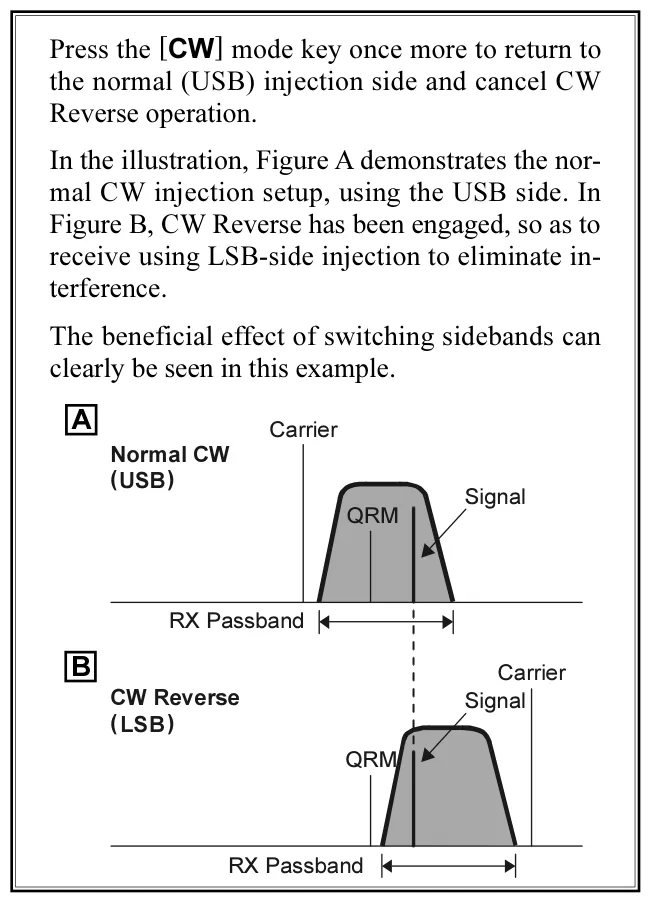 Press the [CW] mode key once more to return to
the normal (USB) injection side and cancel CW
Reverse operation.
In the illustration, Figure A demonstrates the nor-
mal CW injection setup, using the USB side. In
Figure B, CW Reverse has been engaged, so as to
receive using LSB-side injection to eliminate in-
terference.
The beneficial effect of switching sidebands can
clearly be seen in this example.
A
Carrier
Normal CW
(USB)
QRM
Signal
RX Passband
B
Carrier
CW Reverse
(LSB)
Signal
QRM
RX Passband